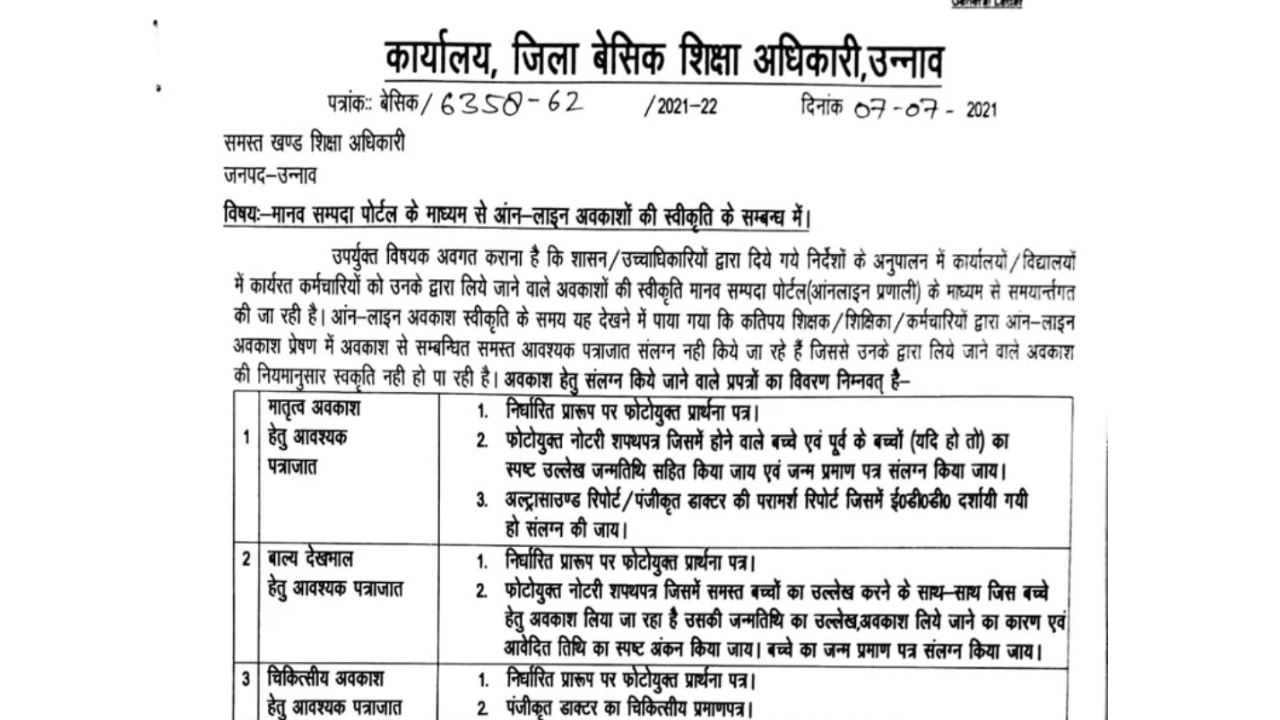 General Letter
कार्यालय, जिला बेसिक शिक्षा अधिकारी,उन्नाव
पत्रांकः: बेसिक/6358-62 /2021-22 दिनांक 07-07- 2021
समस्त खण्ड शिक्षा अधिकारी
जनपद–उन्नाव
विषयः–मानव सम्पदा पोर्टल के माध्यम से ऑन–लाइन अवकाशों की स्वीकृति के सम्बन्ध में।
उपर्युक्त विषयक अवगत कराना है कि शासन/उच्चाधिकारियों द्वारा दिये गये निर्देशों के अनुपालन में कार्यालयों/विद्यालयों
में कार्यरत कर्मचारियों को उनके द्वारा लिये जाने वाले अवकाशों की स्वीकृति मानव सम्पदा पोर्टल(ऑनलाइन प्रणाली) के माध्यम से समयार्न्तगत
की जा रही है। ऑन–लाइन अवकाश स्वीकृति के समय यह देखने में पाया गया कि कतिपय शिक्षक/शिक्षिका/कर्मचारियों द्वारा ऑन–लाइन
अवकाश प्रेषण में अवकाश से सम्बन्धित समस्त आवश्यक पत्राजात संलग्न नही किये जा रहे हैं जिससे उनके द्वारा लिये जाने वाले अवकाश
की नियमानुसार स्वकृति नही हो पा रही है। अवकाश हेतु संलग्न किये जाने वाले प्रपत्रों का विवरण निम्नवत् है–
1 मातृत्व अवकाश
हेतु आवश्यक
पत्राजात
1. निर्धारित प्रारूप पर फोटोयुक्त प्रार्थना पत्र।
2. फोटोयुक्त नोटरी शपथपत्र जिसमें होने वाले बच्चे एवं पूर्व के बच्चों (यदि हो तो) का
स्पष्ट उल्लेख जन्मतिथि सहित किया जाय एवं जन्म प्रमाण पत्र संलग्न किया जाय।
3. अल्ट्रासाउण्ड रिपोर्ट/पंजीकृत डाक्टर की परामर्श रिपोर्ट जिसमें ई0डी0डी0 दर्शायी गयी
हो संलग्न की जाय।
2 बाल्य देखभाल
हेतु आवश्यक पत्राजात
1. निर्धारित प्रारूप पर फोटोयुक्त प्रार्थना पत्र।
2. फोटोयुक्त नोटरी शपथपत्र जिसमें समस्त बच्चों का उल्लेख करने के साथ–साथ जिस बच्चे
हेतु अवकाश लिया जा रहा है उसकी जन्मतिथि का उल्लेख,अवकाश लिये जाने का कारण एवं
आवेदित तिथि का स्पष्ट अंकन किया जाय। बच्चे का जन्म प्रमाण पत्र संलग्न किया जाय।
3 चिकित्सीय अवकाश
हेतु आवश्यक पत्राजात
1. निर्धारित प्रारूप पर फोटोयुक्त प्रार्थना पत्र।
2. पंजीकृत डाक्टर का चिकित्सीय प्रमाणपत्र।